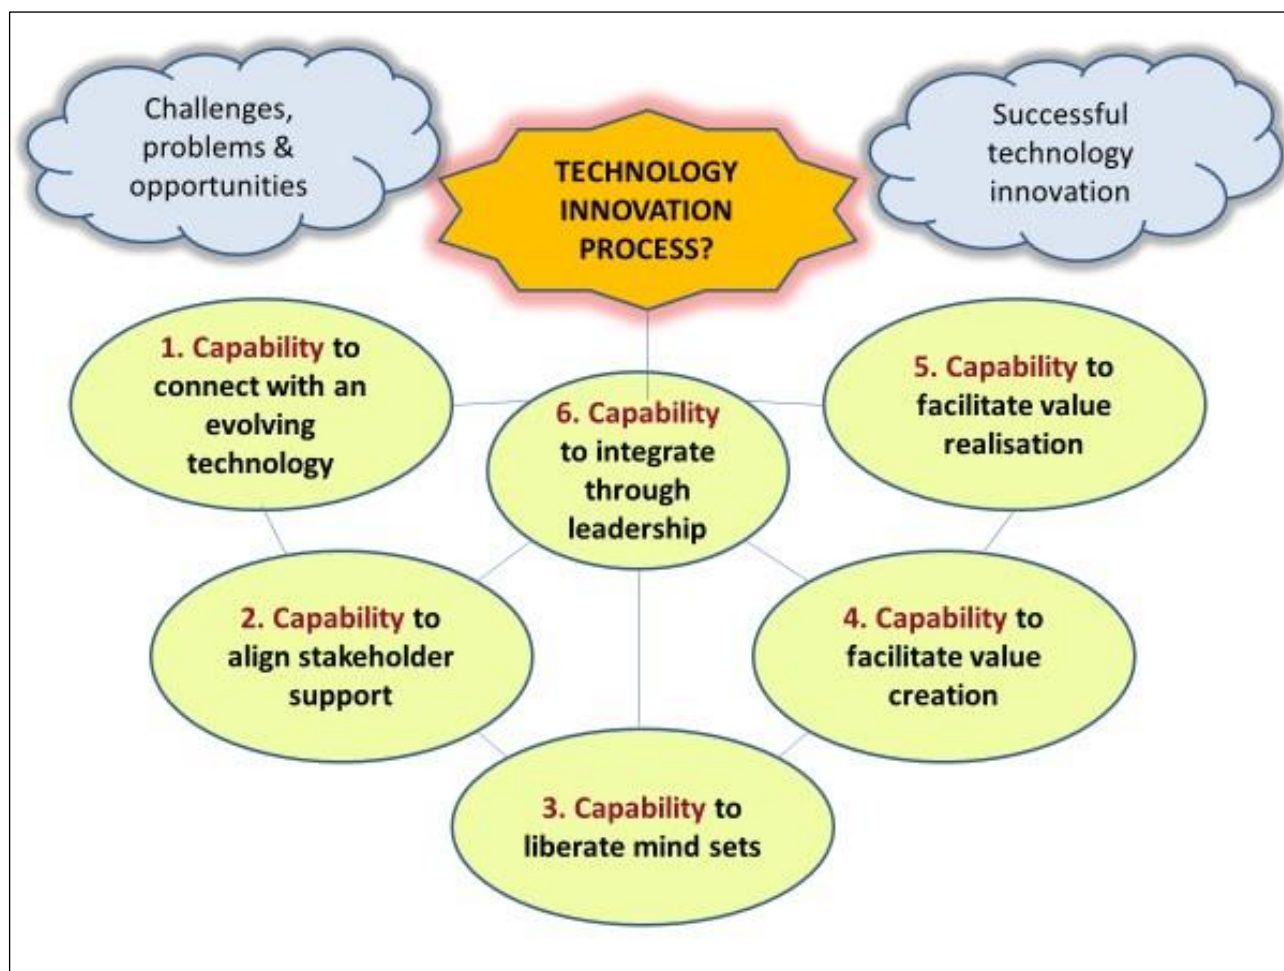 Challenges,
problems &
opportunities
TECHNOLOGY
INNOVATION
PROCESS?
Successful
technology
innovation
1. Capability to
connect with an
evolving
technology
6. Capability
to integrate
through
leadership
5. Capability to
facilitate value
realisation
2. Capability to
align stakeholder
support
4. Capability to
facilitate value
creation
3. Capability to
liberate mind sets